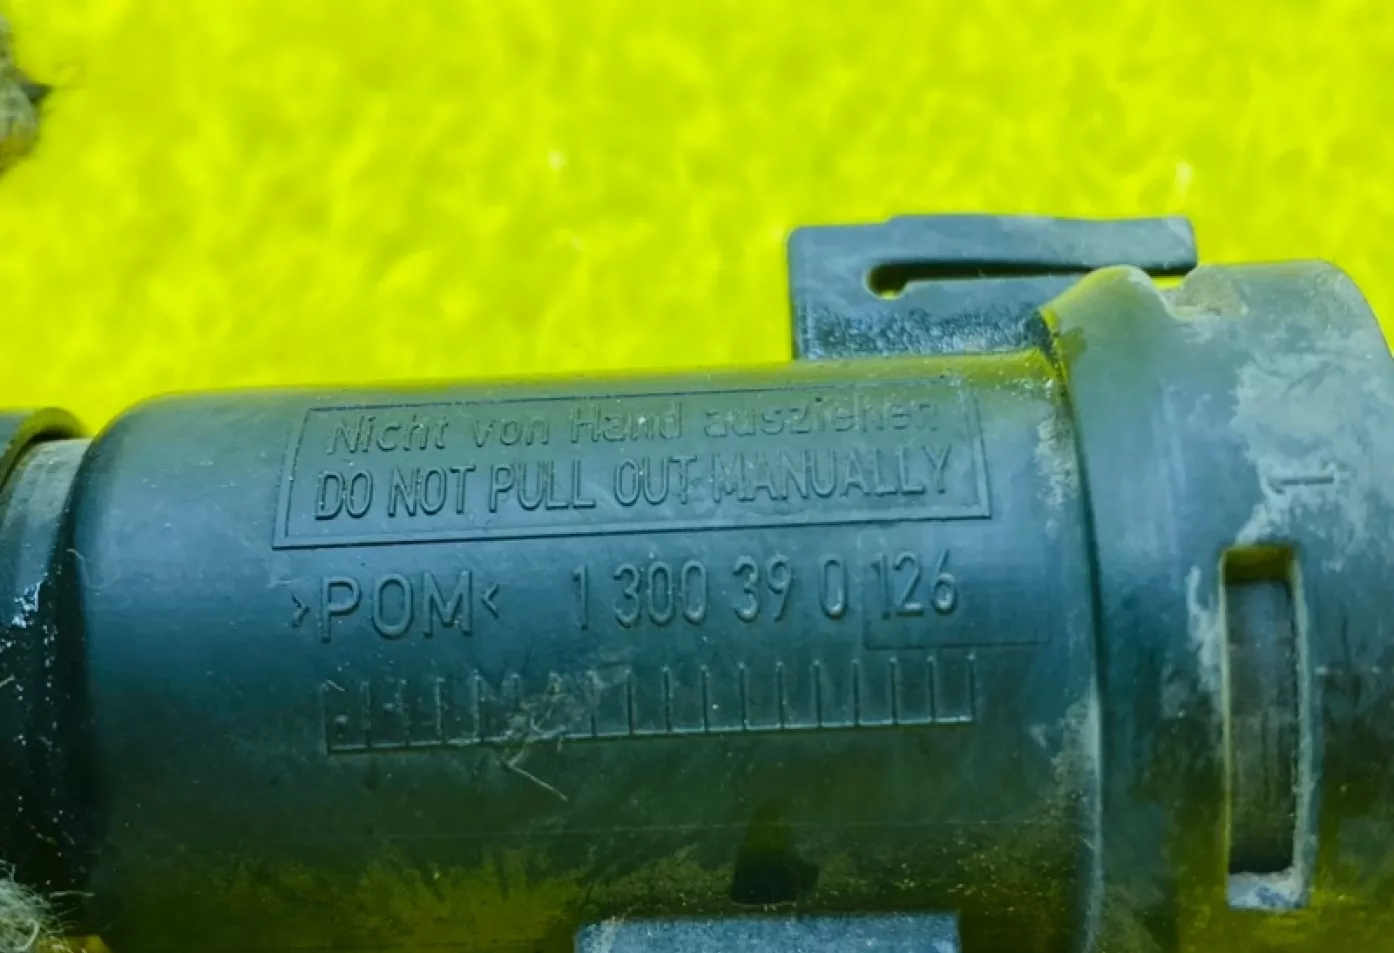 Nicht von Hand ausziehen
DO NOT PULL OUT MANUALLY
>POM< 1 300 39 0 126